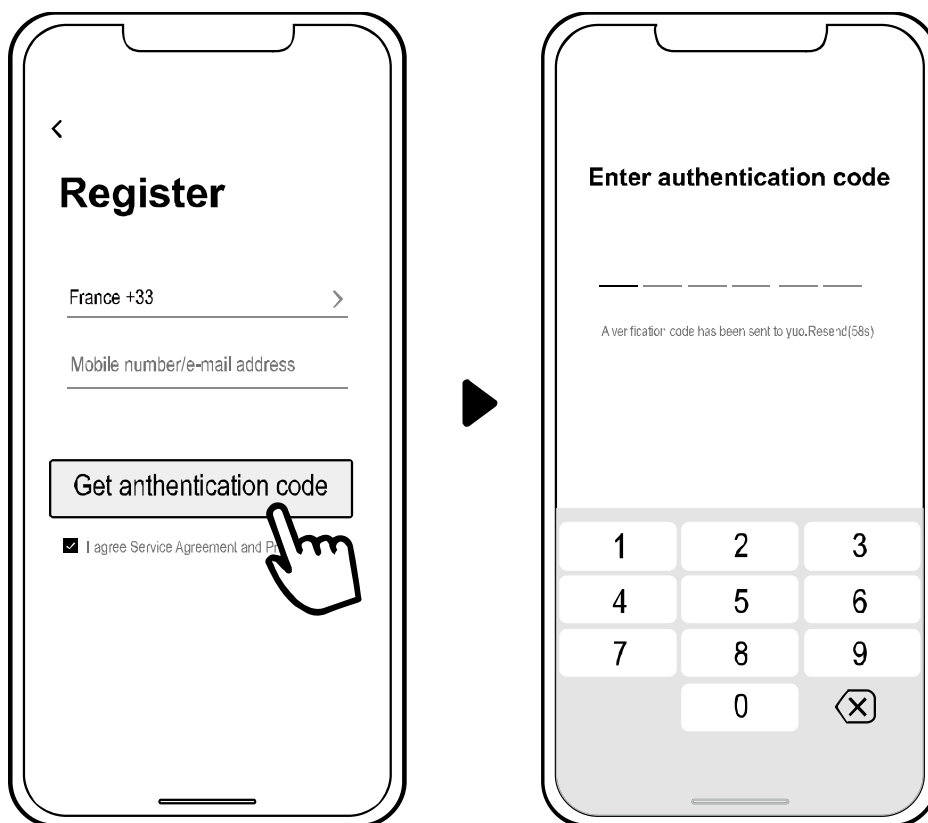 Register
France +33
Mobile number/e-mail address
Get anthentication code
I agree Service Agreement and
Enter authentication code
A verification code has been sent to yuo.Resend(58s)
1 2 3
4 5 6
7 8 9
0